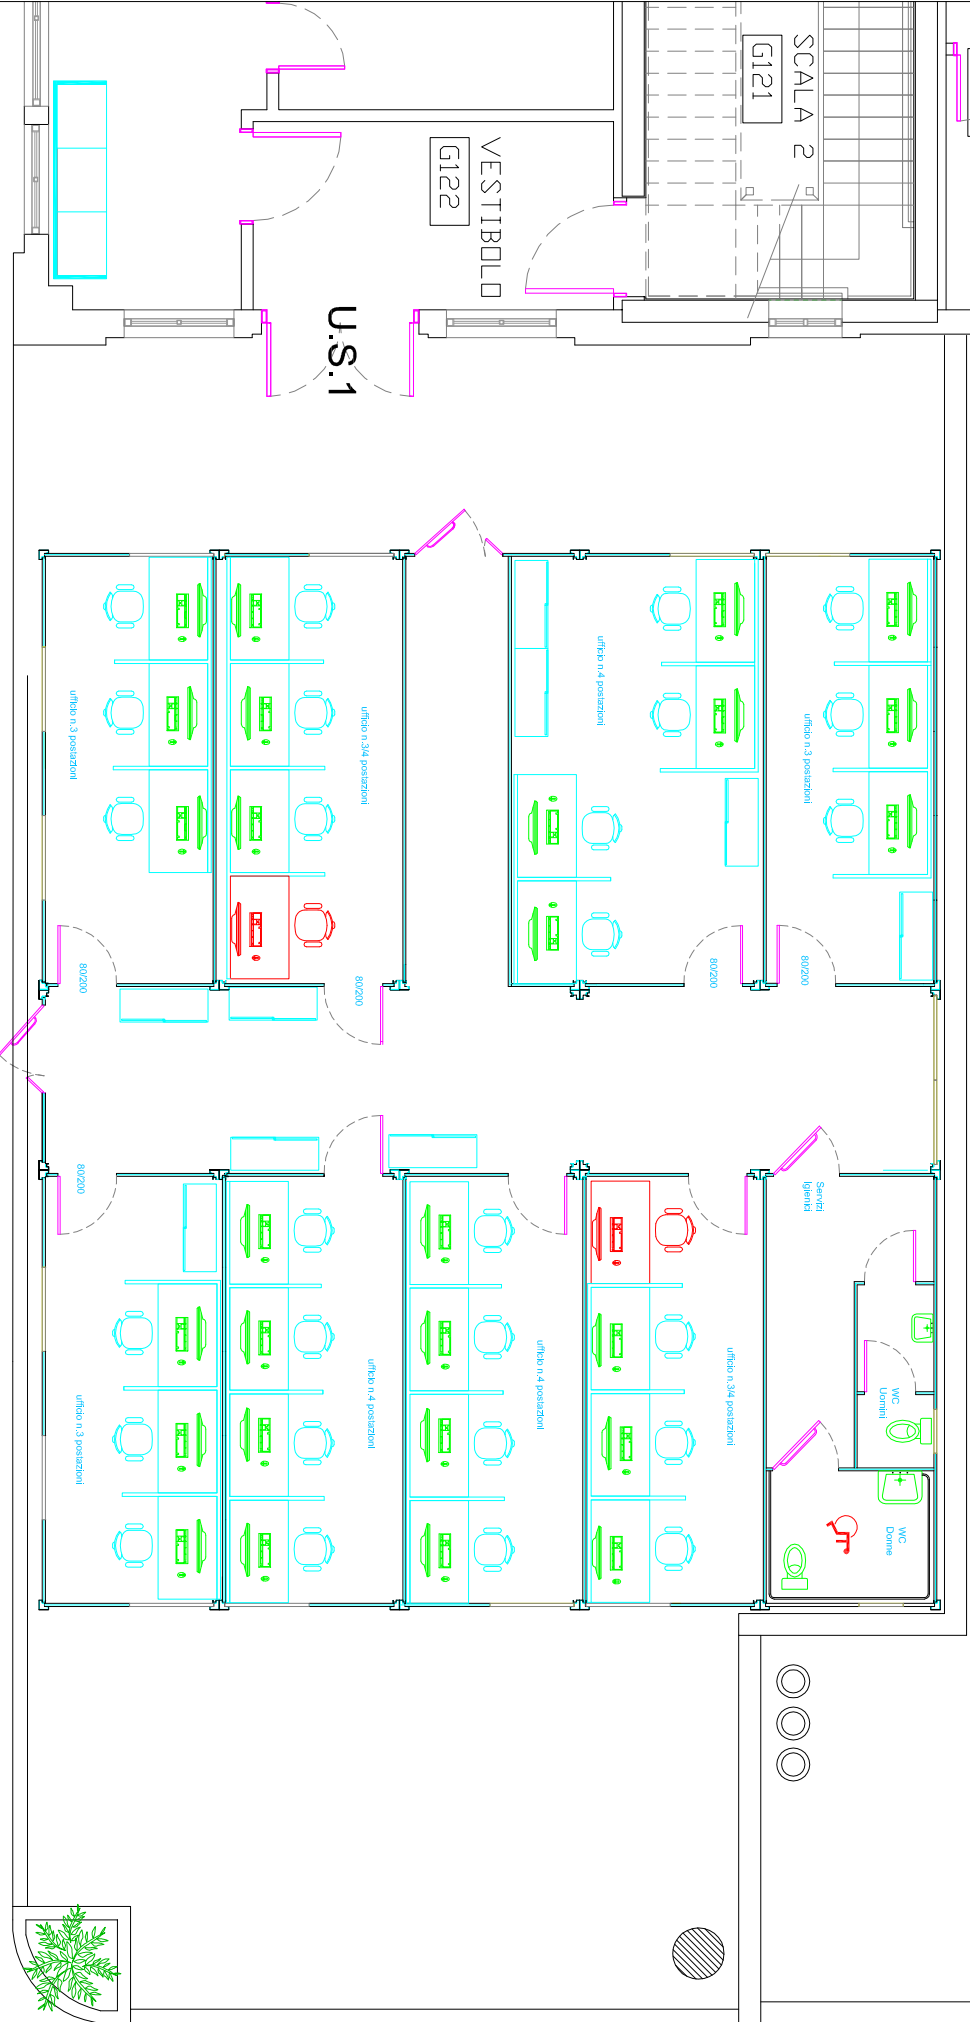 SCALA 2
G121
VESTIBOLO
G122
U.S.1
ufficio n.3 postazioni
ufficio n.3/4 postazioni
ufficio n.4 postazioni
ufficio n.3 postazioni
80/200
80/200
80/200
80/200
80/200
Servizi
Igienici
WC
Uomini
WC
Donne
ufficio n.3 postazioni
ufficio n.4 postazioni
ufficio n.4 postazioni
ufficio n.3/4 postazioni